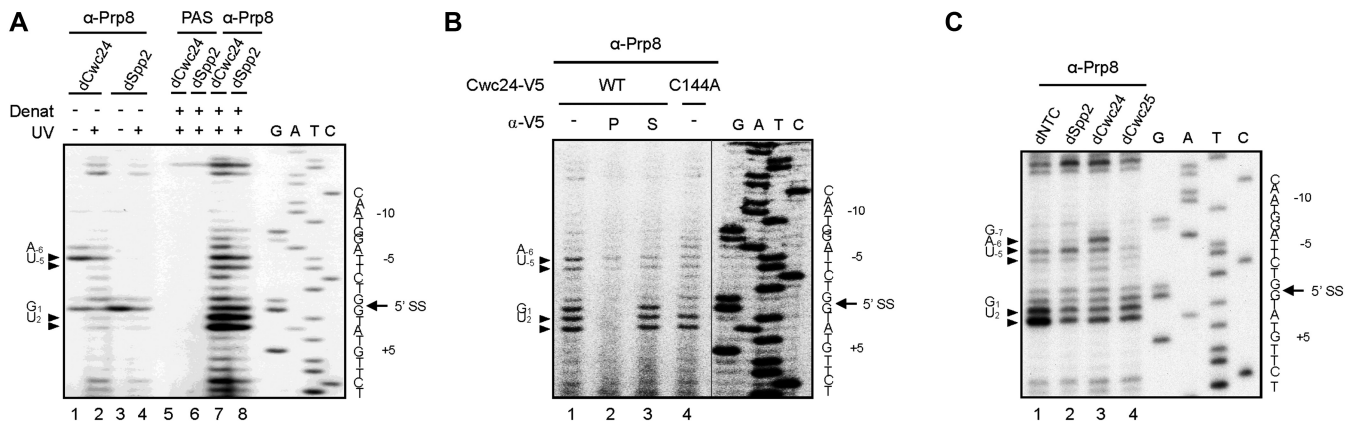 A
α-Prp8 PAS α-Prp8
dCwc24 dSpp2 dCwc24 dSpp2 dCwc24 dSpp2
Denat - - - - + + + +
UV - + - + + + + + G A T C
A-6
U-5
G1
U2
C A A T G G A T T C T G G T A T G T T C T
-10
-5
5' SS
+5
1 2 3 4 5 6 7 8
B
α-Prp8
Cwc24-V5 WT C144A
α-V5 - P S - G A T C
A-6
U-5
G1
U2
C A A T G G A T T C T G G T A T G T T C T
-10
-5
5' SS
+5
1 2 3 4
C
α-Prp8
dNTC dSpp2 dCwc24 dCwc25 G A T C
G-7
A-6
U-5
G1
U2
C A A T G G A T T C T G G T A T G T T C T
-10
-5
5' SS
+5
1 2 3 4